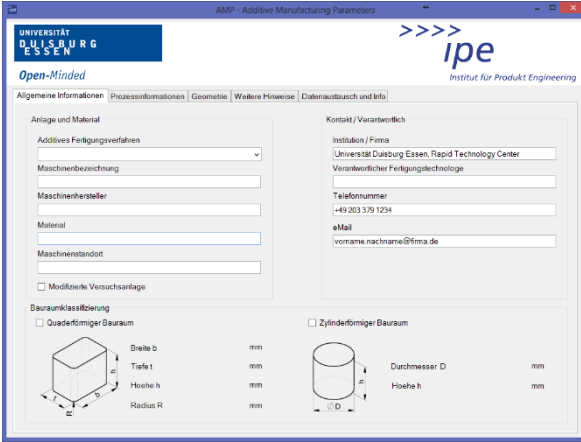 AMP - Additive Manufacturing Parameters
UNIVERSITÄT
DUISBURG
ESSEN
Open-Minded
>>>>
ipe
Institut für Produkt Engineering
Allgemeine Informationen
Prozessinformationen
Geometrie
Weitere Hinweise
Datenaustausch und Info
Anlage und Material
Additives Fertigungsverfahren
Maschinenbezeichnung
Maschinenhersteller
Material
Maschinenstandort
Modifizierte Versuchsanlage
Kontakt / Verantwortlich
Institution / Firma
Universität Duisburg-Essen, Rapid Technology Center
Verantwortlicher Fertigungstechnologe
Telefonnummer
+49 203 379 1234
eMail
vorname.nachname@firma.de
Bauraumklassifizierung
Quaderförmiger Bauraum
Breite b mm
Tiefe t mm
Hoehe h mm
Radius R mm
h
t
b
R
Zylinderförmiger Bauraum
h
ØD
Durchmesser D mm
Hoehe h mm